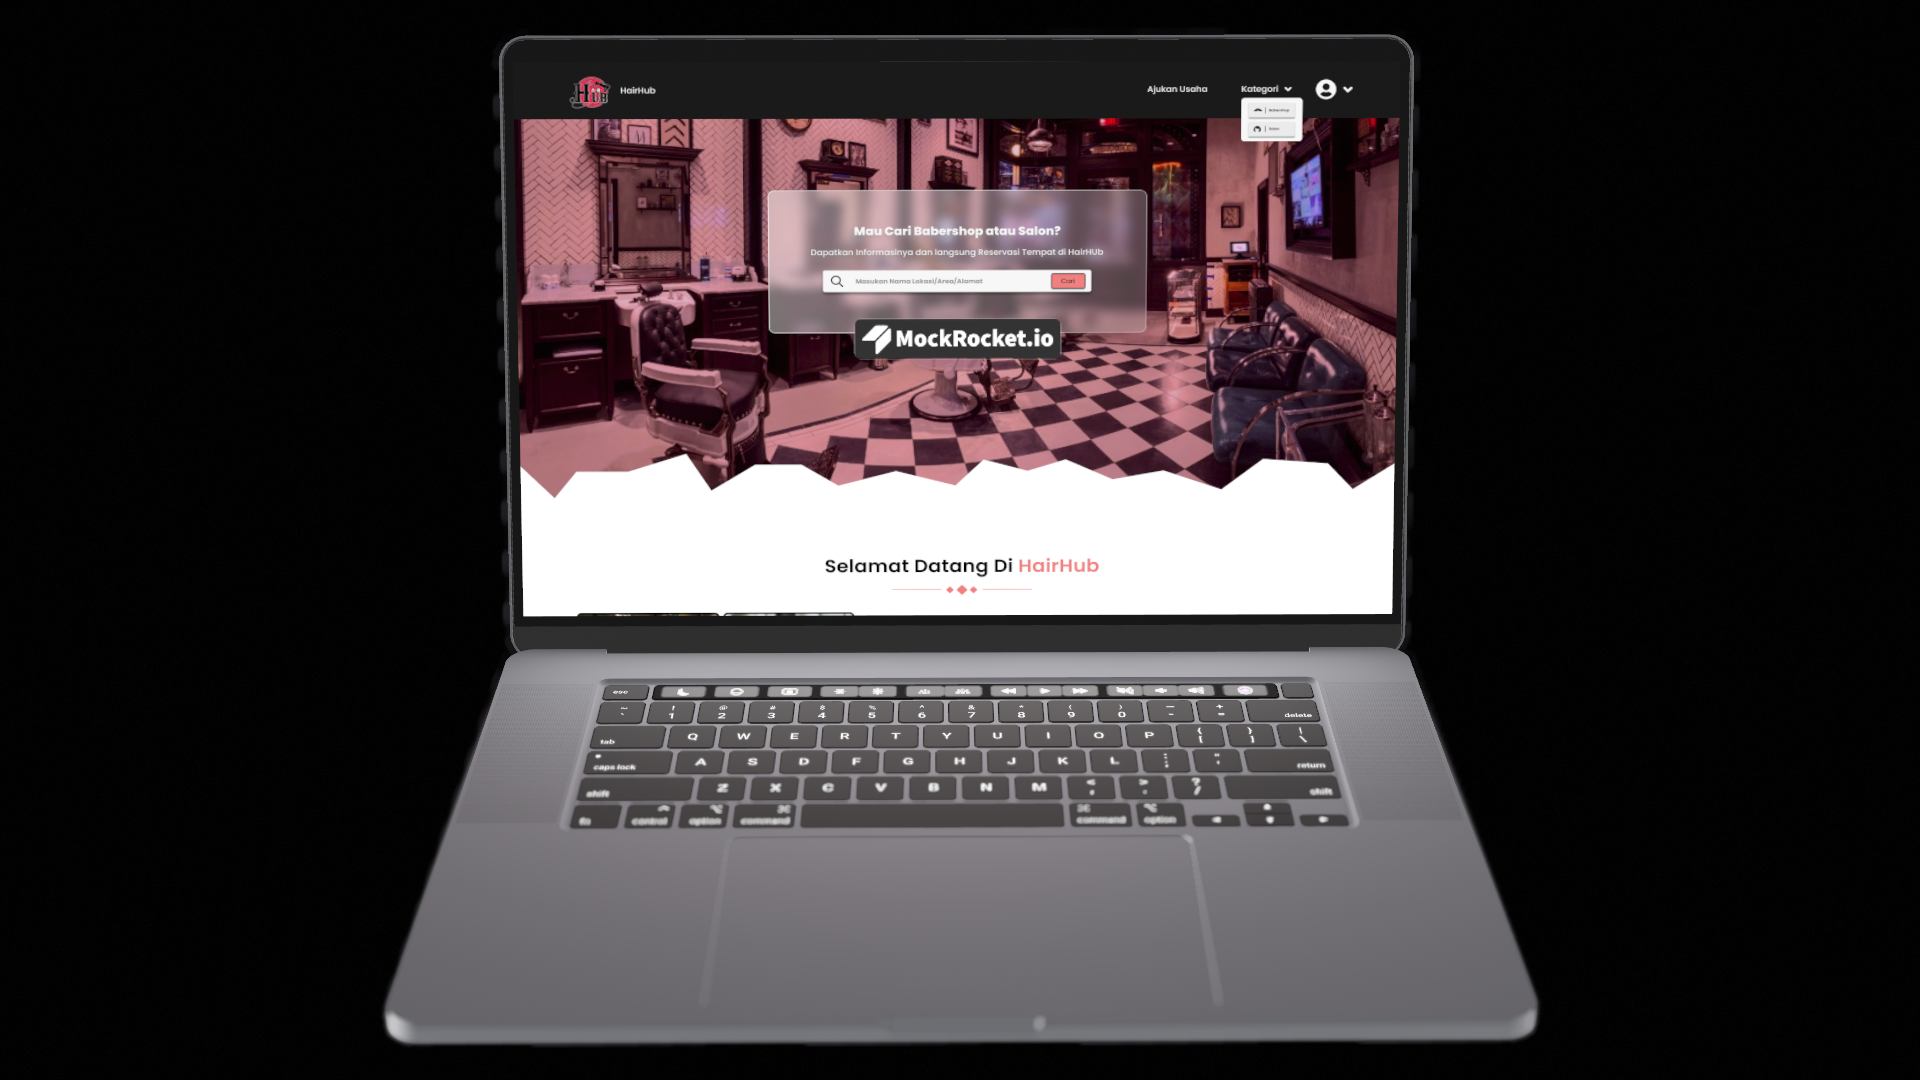 HairHub
Ajukan Usaha
Kategori
Babershop
Salon
Mau Cari Babershop atau Salon?
Dapatkan Informasinya dan langsung Reservasi Tempat di HairHUb
Masukan Nama Lokasi/Area/Alamat
Cari
MockRocket.io
Selamat Datang Di HairHub
esc
~ ! @ # $ % ^ & * ( ) _ +
` 1 2 3 4 5 6 7 8 9 0 - = delete
tab Q W E R T Y U I O P { [ } ] | \
caps lock A S D F G H J K L : ; " ' return
shift Z X C V B N M < , > . ? / shift
fn control option command command option